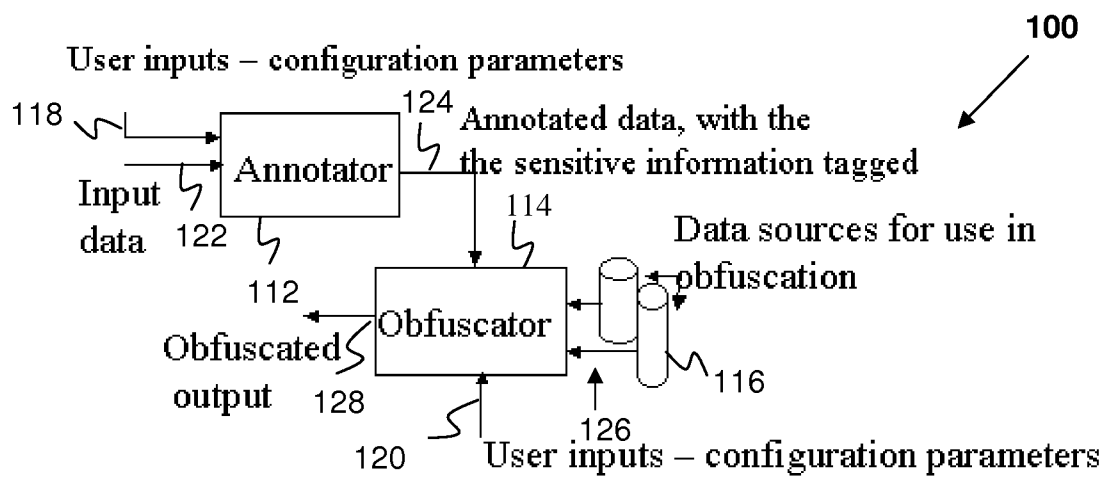 100
User inputs – configuration parameters
118
124
Annotated data, with the
the sensitive information tagged
Annotator
Input
data
122
114
Data sources for use in
obfuscation
112
Obfuscator
Obfuscated
output
128
116
126
120
User inputs – configuration parameters